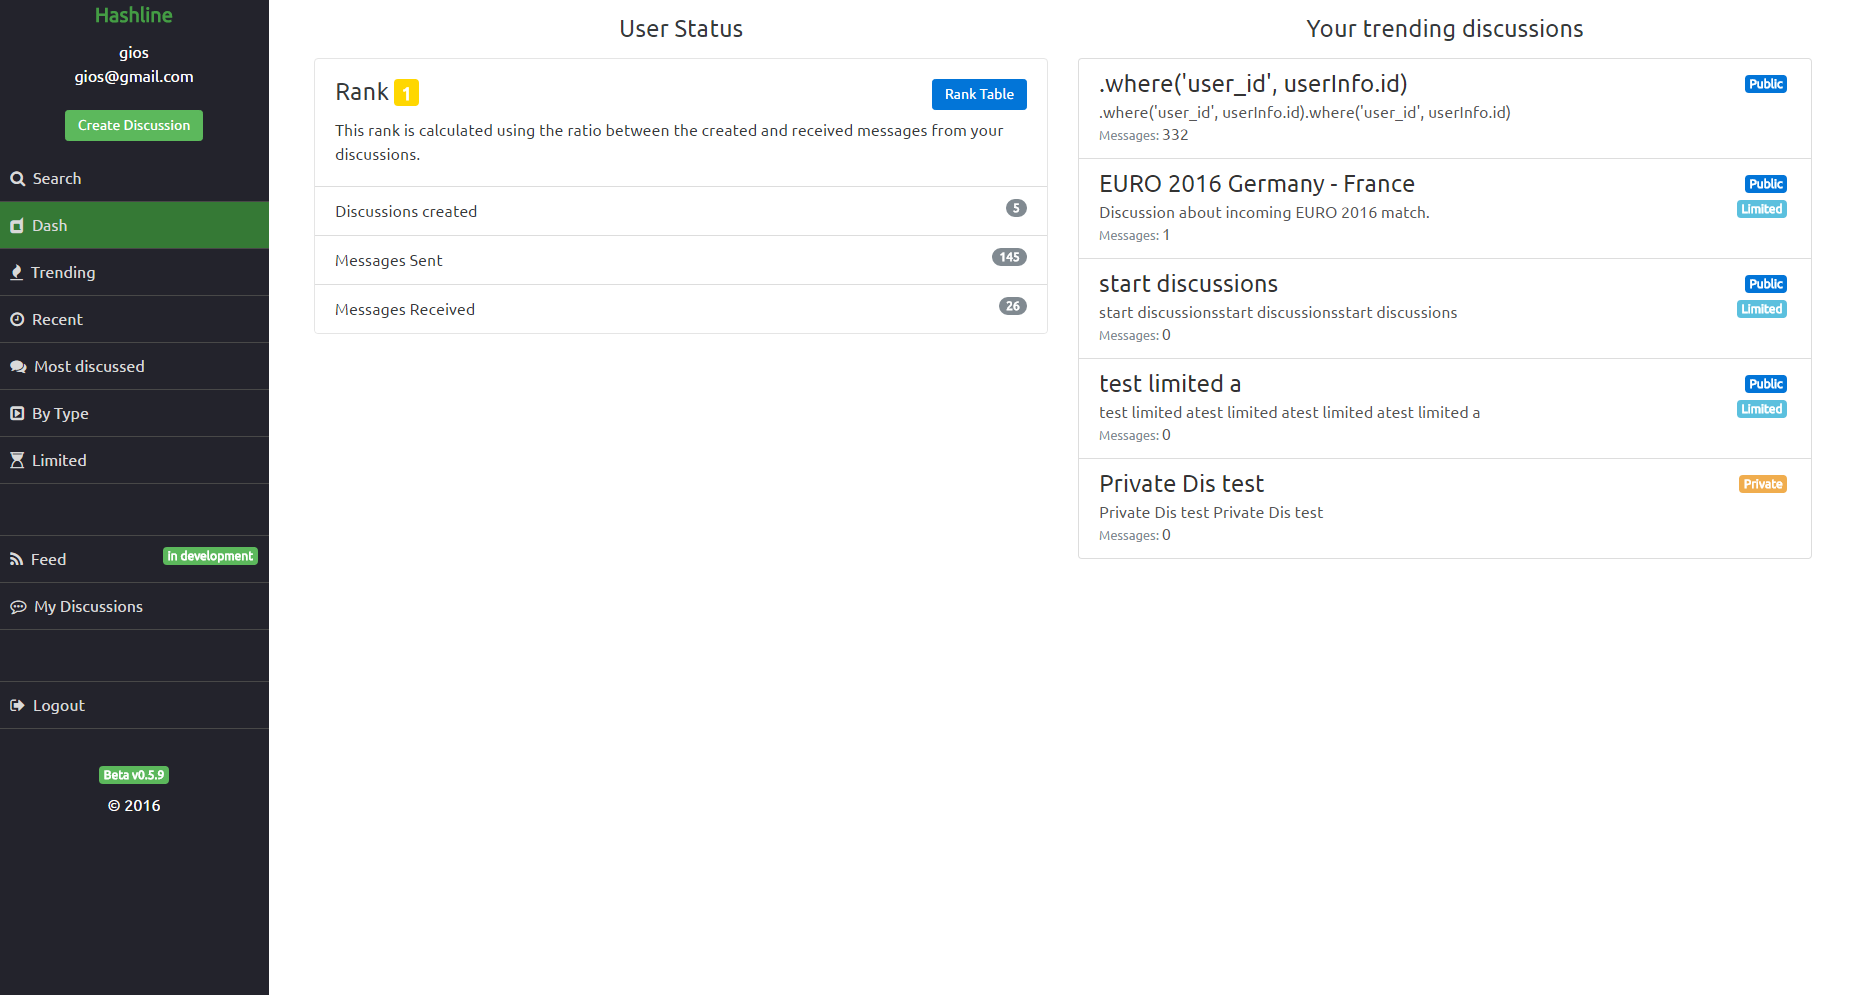 Hashline
gios
gios@gmail.com
Create Discussion
Search
Dash
Trending
Recent
Most discussed
By Type
Limited
Feed
in development
My Discussions
Logout
Beta v0.5.9
© 2016
User Status
Rank 1
Rank Table
This rank is calculated using the ratio between the created and received messages from your
discussions.
Discussions created 5
Messages Sent 145
Messages Received 26
Your trending discussions
.where('user_id', userInfo.id)
Public
.where('user_id', userInfo.id).where('user_id', userInfo.id)
Messages: 332
EURO 2016 Germany - France
Public
Discussion about incoming EURO 2016 match.
Limited
Messages: 1
start discussions
Public
start discussionsstart discussionsstart discussions
Limited
Messages: 0
test limited a
Public
test limited atest limited atest limited atest limited a
Limited
Messages: 0
Private Dis test
Private
Private Dis test Private Dis test
Messages: 0